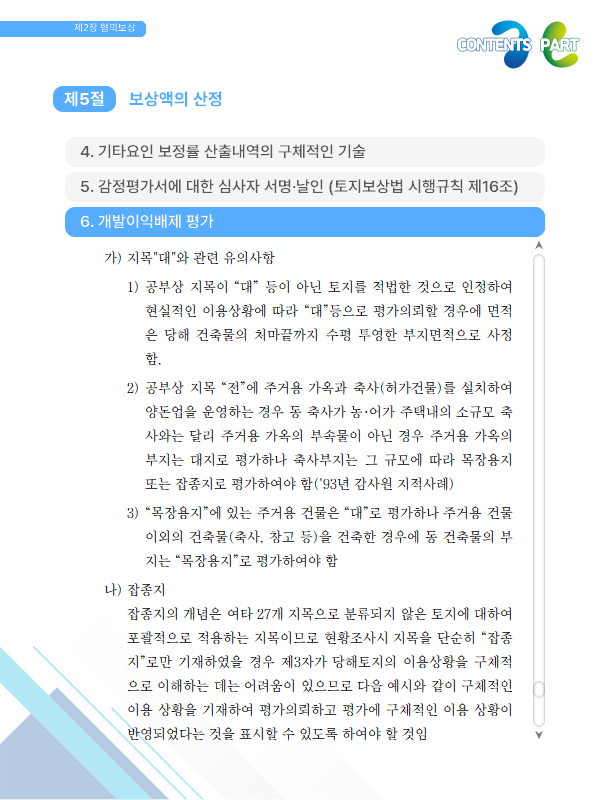 제2장 협의보상
CONTENTS PART
제5절 보상액의 산정
4. 기타요인 보정률 산출내역의 구체적인 기술
5. 감정평가서에 대한 심사자 서명·날인 (토지보상법 시행규칙 제16조)
6. 개발이익배제 평가
가) 지목"대"와 관련 유의사항
1) 공부상 지목이 “대” 등이 아닌 토지를 적법한 것으로 인정하여
현실적인 이용상황에 따라 “대”등으로 평가의뢰할 경우에 면적
은 당해 건축물의 처마끝까지 수평 투영한 부지면적으로 사정
함.
2) 공부상 지목 “전”에 주거용 가옥과 축사(허가건물)를 설치하여
양돈업을 운영하는 경우 동 축사가 농·어가 주택내의 소규모 축
사와는 달리 주거용 가옥의 부속물이 아닌 경우 주거용 가옥의
부지는 대지로 평가하나 축사부지는 그 규모에 따라 목장용지
또는 잡종지로 평가하여야 함('93년 감사원 지적사례)
3) “목장용지”에 있는 주거용 건물은 “대”로 평가하나 주거용 건물
이외의 건축물(축사, 창고 등)을 건축한 경우에 동 건축물의 부
지는 “목장용지”로 평가하여야 함
나) 잡종지
잡종지의 개념은 여타 27개 지목으로 분류되지 않은 토지에 대하여
포괄적으로 적용하는 지목이므로 현황조사시 지목을 단순히 “잡종
지”로만 기재하였을 경우 제3자가 당해토지의 이용상황을 구체적
으로 이해하는 데는 어려움이 있으므로 다음 예시와 같이 구체적인
이용 상황을 기재하여 평가의뢰하고 평가에 구체적인 이용 상황이
반영되었다는 것을 표시할 수 있도록 하여야 할 것임